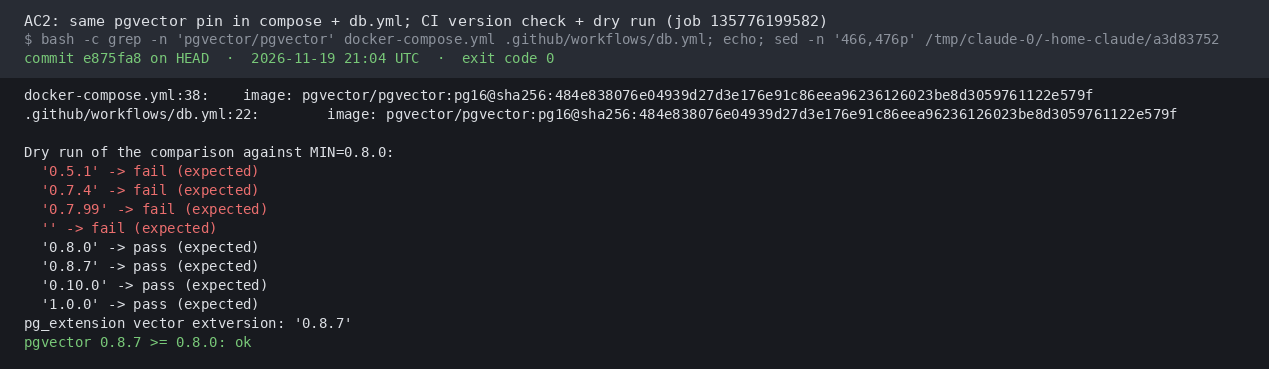 AC2: same pgvector pin in compose + db.yml; CI version check + dry run (job 135776199582)
$ bash -c grep -n 'pgvector/pgvector' docker-compose.yml .github/workflows/db.yml; echo; sed -n '466,476p' /tmp/claude-0/-home-claude/a3d83752
commit e875fa8 on HEAD · 2026-11-19 21:04 UTC · exit code 0
docker-compose.yml:38:    image: pgvector/pgvector:pg16@sha256:484e838076e04939d27d3e176e91c86eea96236126023be8d3059761122e579f
.github/workflows/db.yml:22:        image: pgvector/pgvector:pg16@sha256:484e838076e04939d27d3e176e91c86eea96236126023be8d3059761122e579f
Dry run of the comparison against MIN=0.8.0:
  '0.5.1' -> fail (expected)
  '0.7.4' -> fail (expected)
  '0.7.99' -> fail (expected)
  '' -> fail (expected)
  '0.8.0' -> pass (expected)
  '0.8.7' -> pass (expected)
  '0.10.0' -> pass (expected)
  '1.0.0' -> pass (expected)
pg_extension vector extversion: '0.8.7'
pgvector 0.8.7 >= 0.8.0: ok